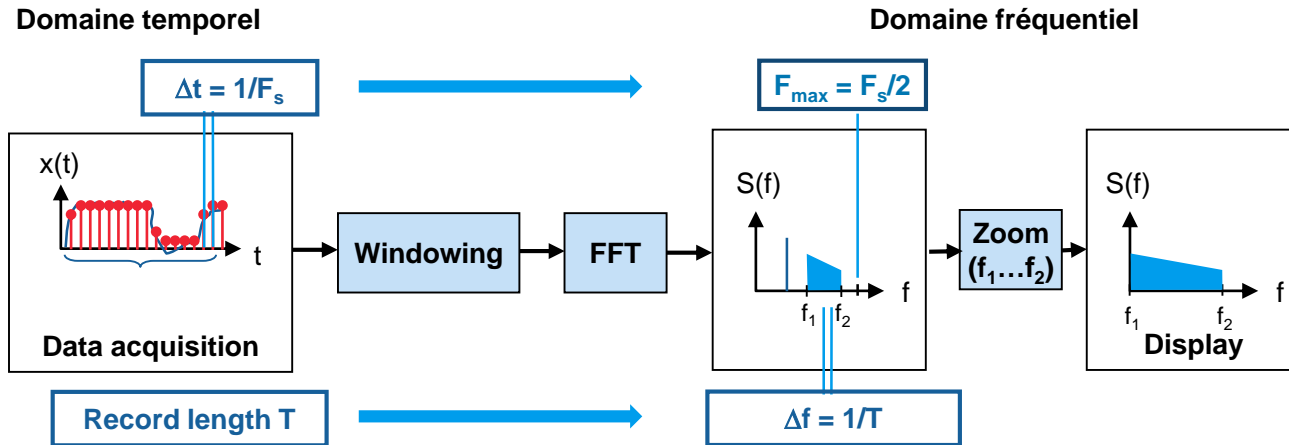 Domaine temporel
Domaine fréquentiel
Δt = 1/Fs
Fmax = Fs/2
x(t)
t
Data acquisition
Windowing
FFT
S(f)
f
f1
f2
Zoom
(f1…f2)
S(f)
f
f1
f2
Display
Record length T
Δf = 1/T